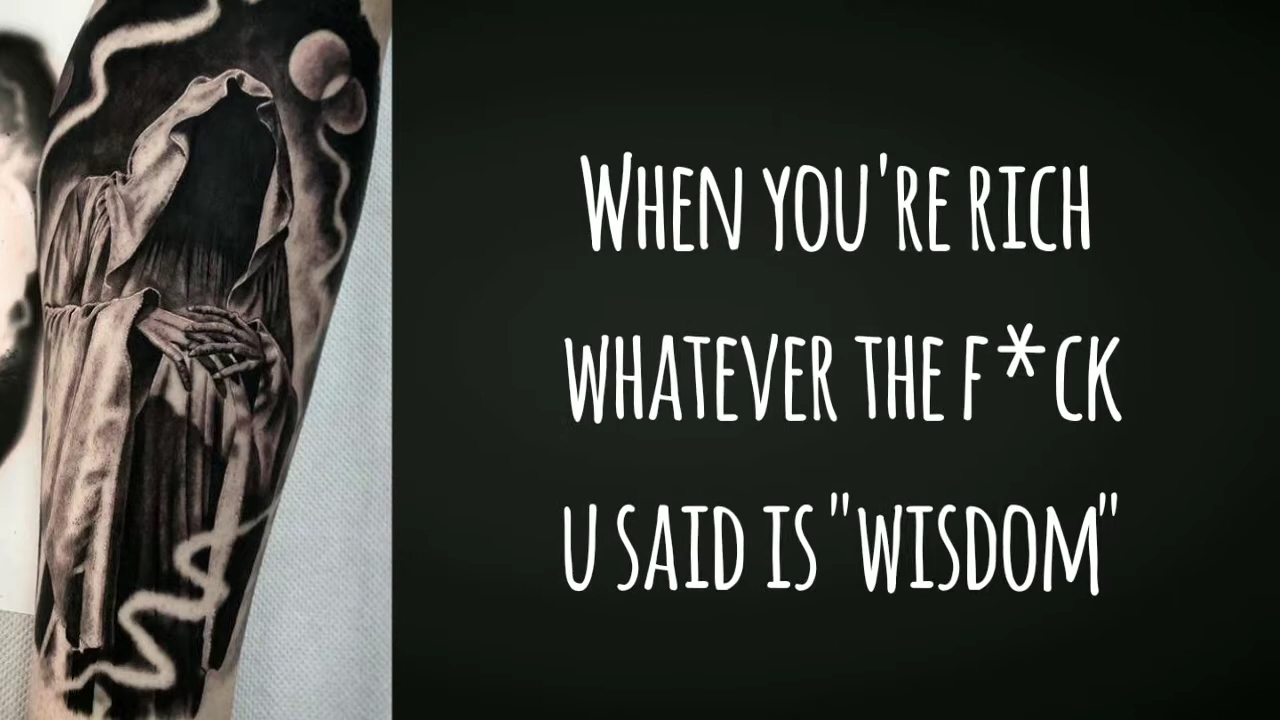 When you're rich
whatever the f*ck
u said is "wisdom"